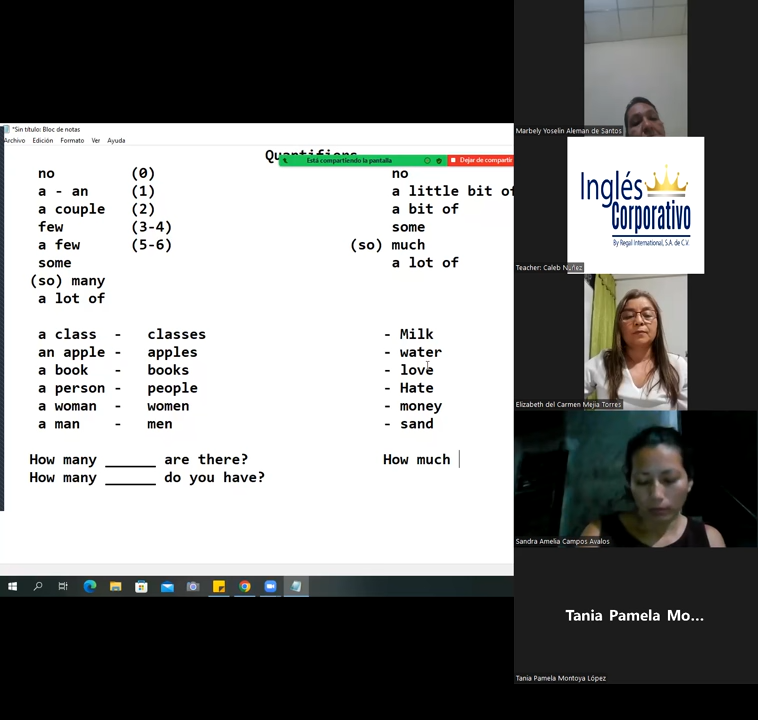 *Sin título: Bloc de notas
Archivo Edición Formato Ver Ayuda
Quantifiers
Está compartiendo la pantalla
Dejar de compartir
no (0)
a - an (1)
a couple (2)
few (3-4)
a few (5-6)
some
(so) many
a lot of
no
a little bit of
a bit of
some
(so) much
a lot of
a class - classes
an apple - apples
a book - books
a person - people
a woman - women
a man - men
- Milk
- water
- love
- Hate
- money
- sand
How many ______ are there?
How many ______ do you have?
How much
Marbely Yoselin Aleman de Santos
Inglés
Corporativo
By Regal International, S.A. de C.V.
Teacher: Caleb Nuñez
Elizabeth del Carmen Mejia Torres
Sandra Amelia Campos Avalos
Tania Pamela Mo...
Tania Pamela Montoya López